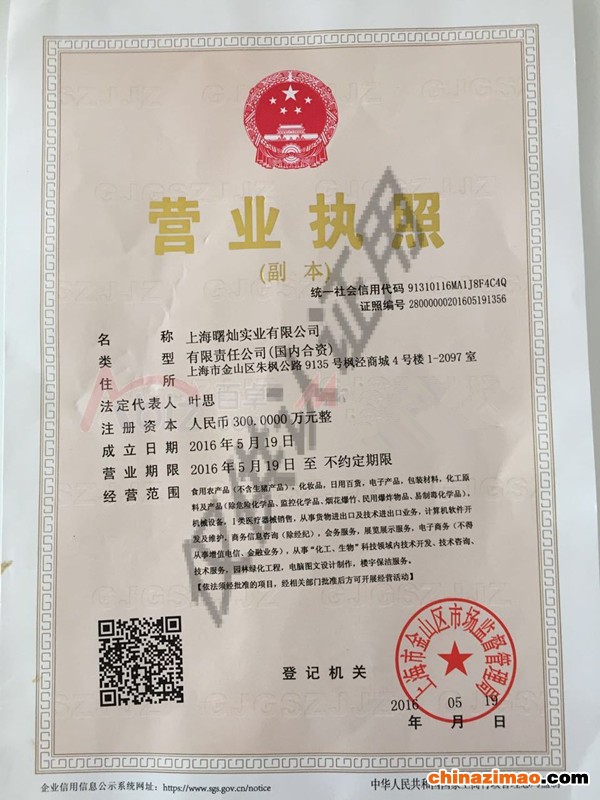 营业执照
(副 本)
统一社会信用代码 91310116MA1J8F4C4Q
证照编号 28000000201605191356
名 称 上海曙灿实业有限公司
类 型 有限责任公司(国内合资)
住 所 上海市金山区朱枫公路 9135 号枫泾商城 4 号楼 1-2097 室
法定代表人 叶思
注册资本 人民币 300.0000 万元整
成立日期 2016 年 5 月 19 日
营业期限 2016 年 5 月 19 日 至 不约定期限
经营范围 食用农产品（不含生猪产品），化妆品，日用百货，电子产品，包装材料，化工原
料及产品(除危险化学品、监控化学品、烟花爆竹、民用爆炸物品、易制毒化学品)，
机械设备，1类医疗器械销售，从事货物进出口及技术进出口业务，计算机软件开
发及维护，商务信息咨询（除经纪），会务服务，展览展示服务，电子商务（不得
从事增值电信、金融业务），从事“化工、生物”科技领域内技术开发、技术咨询、
技术服务，园林绿化工程，电脑图文设计制作，楼宇保洁服务。
【依法须经批准的项目，经相关部门批准后方可开展经营活动】
登记机关
上海市金山区市场监督管理局
2016 05 19
年 月 日
企业信用信息公示系统网址：https://www.sgs.gov.cn/notice
中华人民共和国国家工商行政管理总局监制
chinazimao.com